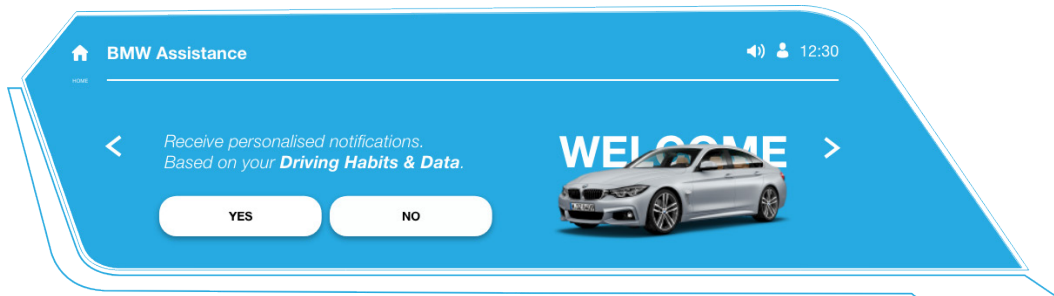 BMW Assistance
12:30
HOME
Receive personalised notifications.
Based on your Driving Habits & Data.
WELCOME
YES
NO